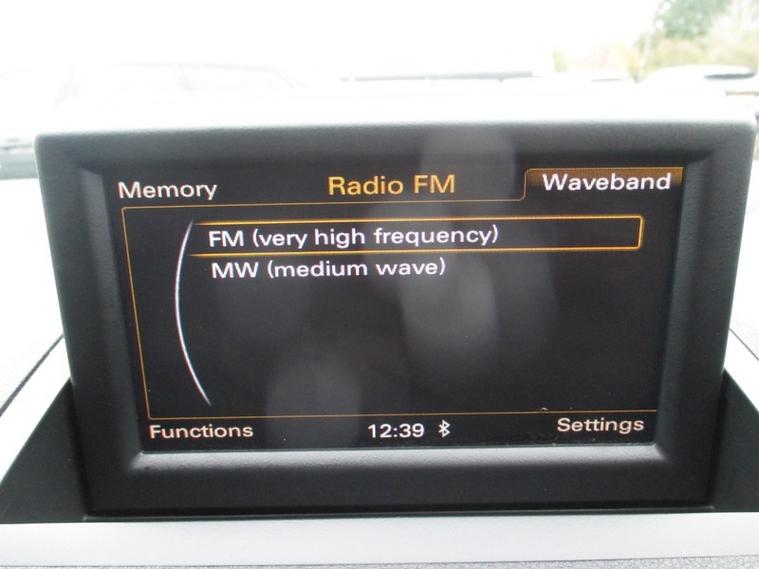 Memory Radio FM Waveband
FM (very high frequency)
MW (medium wave)
Functions 12:39 Settings